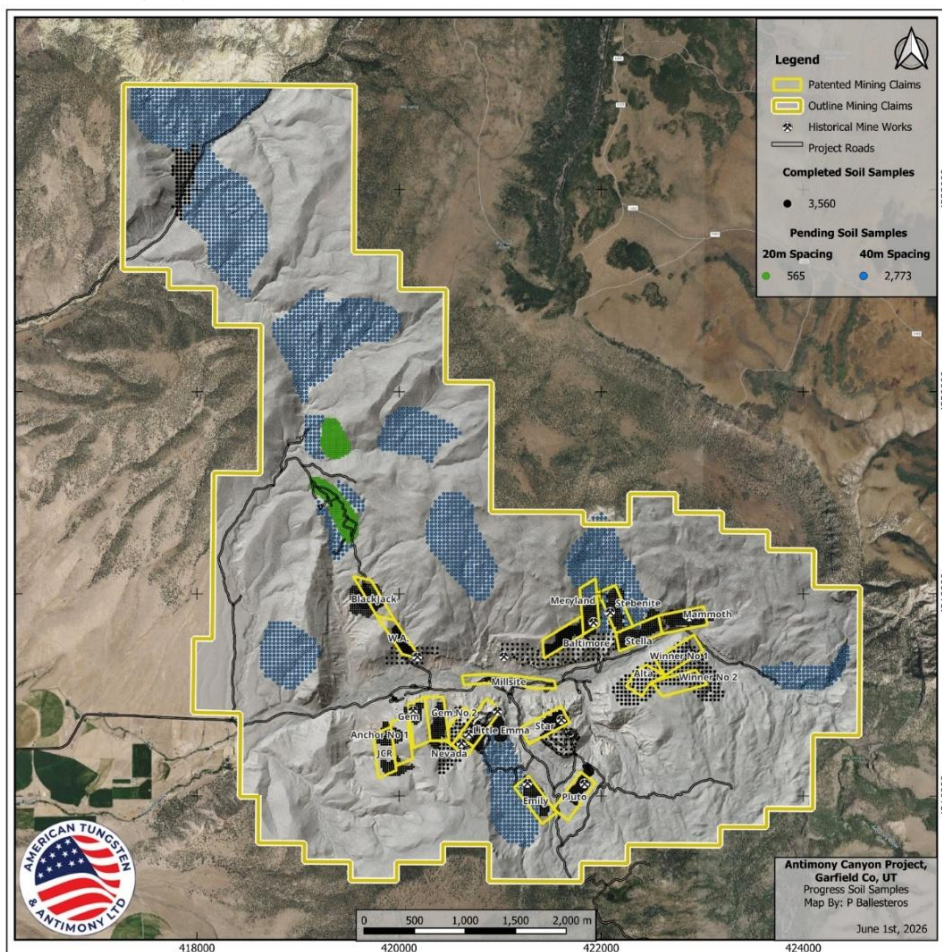 Legend
Patented Mining Claims
Outline Mining Claims
Historical Mine Works
Project Roads
Completed Soil Samples
3,560
Pending Soil Samples
20m Spacing 40m Spacing
565 2,773
BlackJack
W.A.
Meryland
Stebenite
Mammoth
Baltimore
Stella
Winner No 1
Alta
Winner No 2
Millsite
Gem
Gem No 2
Anchor No 1
Little Emma
Star
JCR
Nevada
Emily
Pluto
AMERICAN TUNGSTEN
& ANTIMONY LTD
Antimony Canyon Project,
Garfield Co, UT
Progress Soil Samples
Map By: P Ballesteros
June 1st, 2026
0 500 1,000 1,500 2,000 m
418000 420000 422000 424000